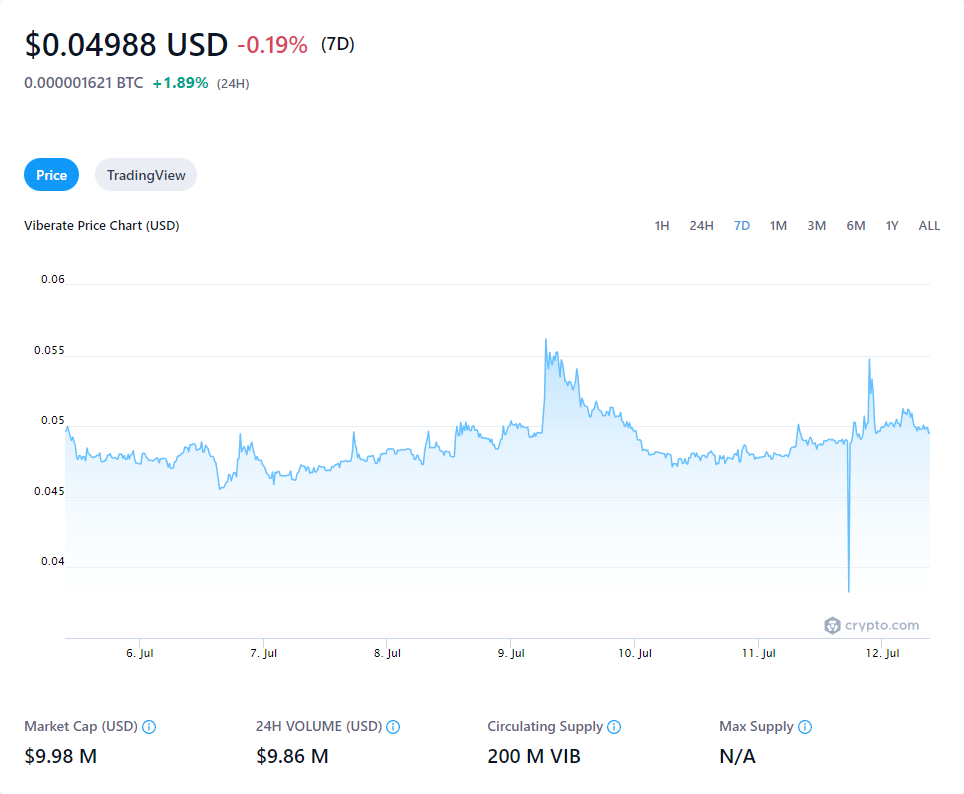 $0.04988 USD -0.19% (7D)
0.000001621 BTC +1.89% (24H)
Price TradingView
Viberate Price Chart (USD) 1H 24H 7D 1M 3M 6M 1Y ALL
0.06
0.055
0.05
0.045
0.04
crypto.com
6. Jul 7. Jul 8. Jul 9. Jul 10. Jul 11. Jul 12. Jul
Market Cap (USD) 24H VOLUME (USD) Circulating Supply Max Supply
$9.98 M $9.86 M 200 M VIB N/A